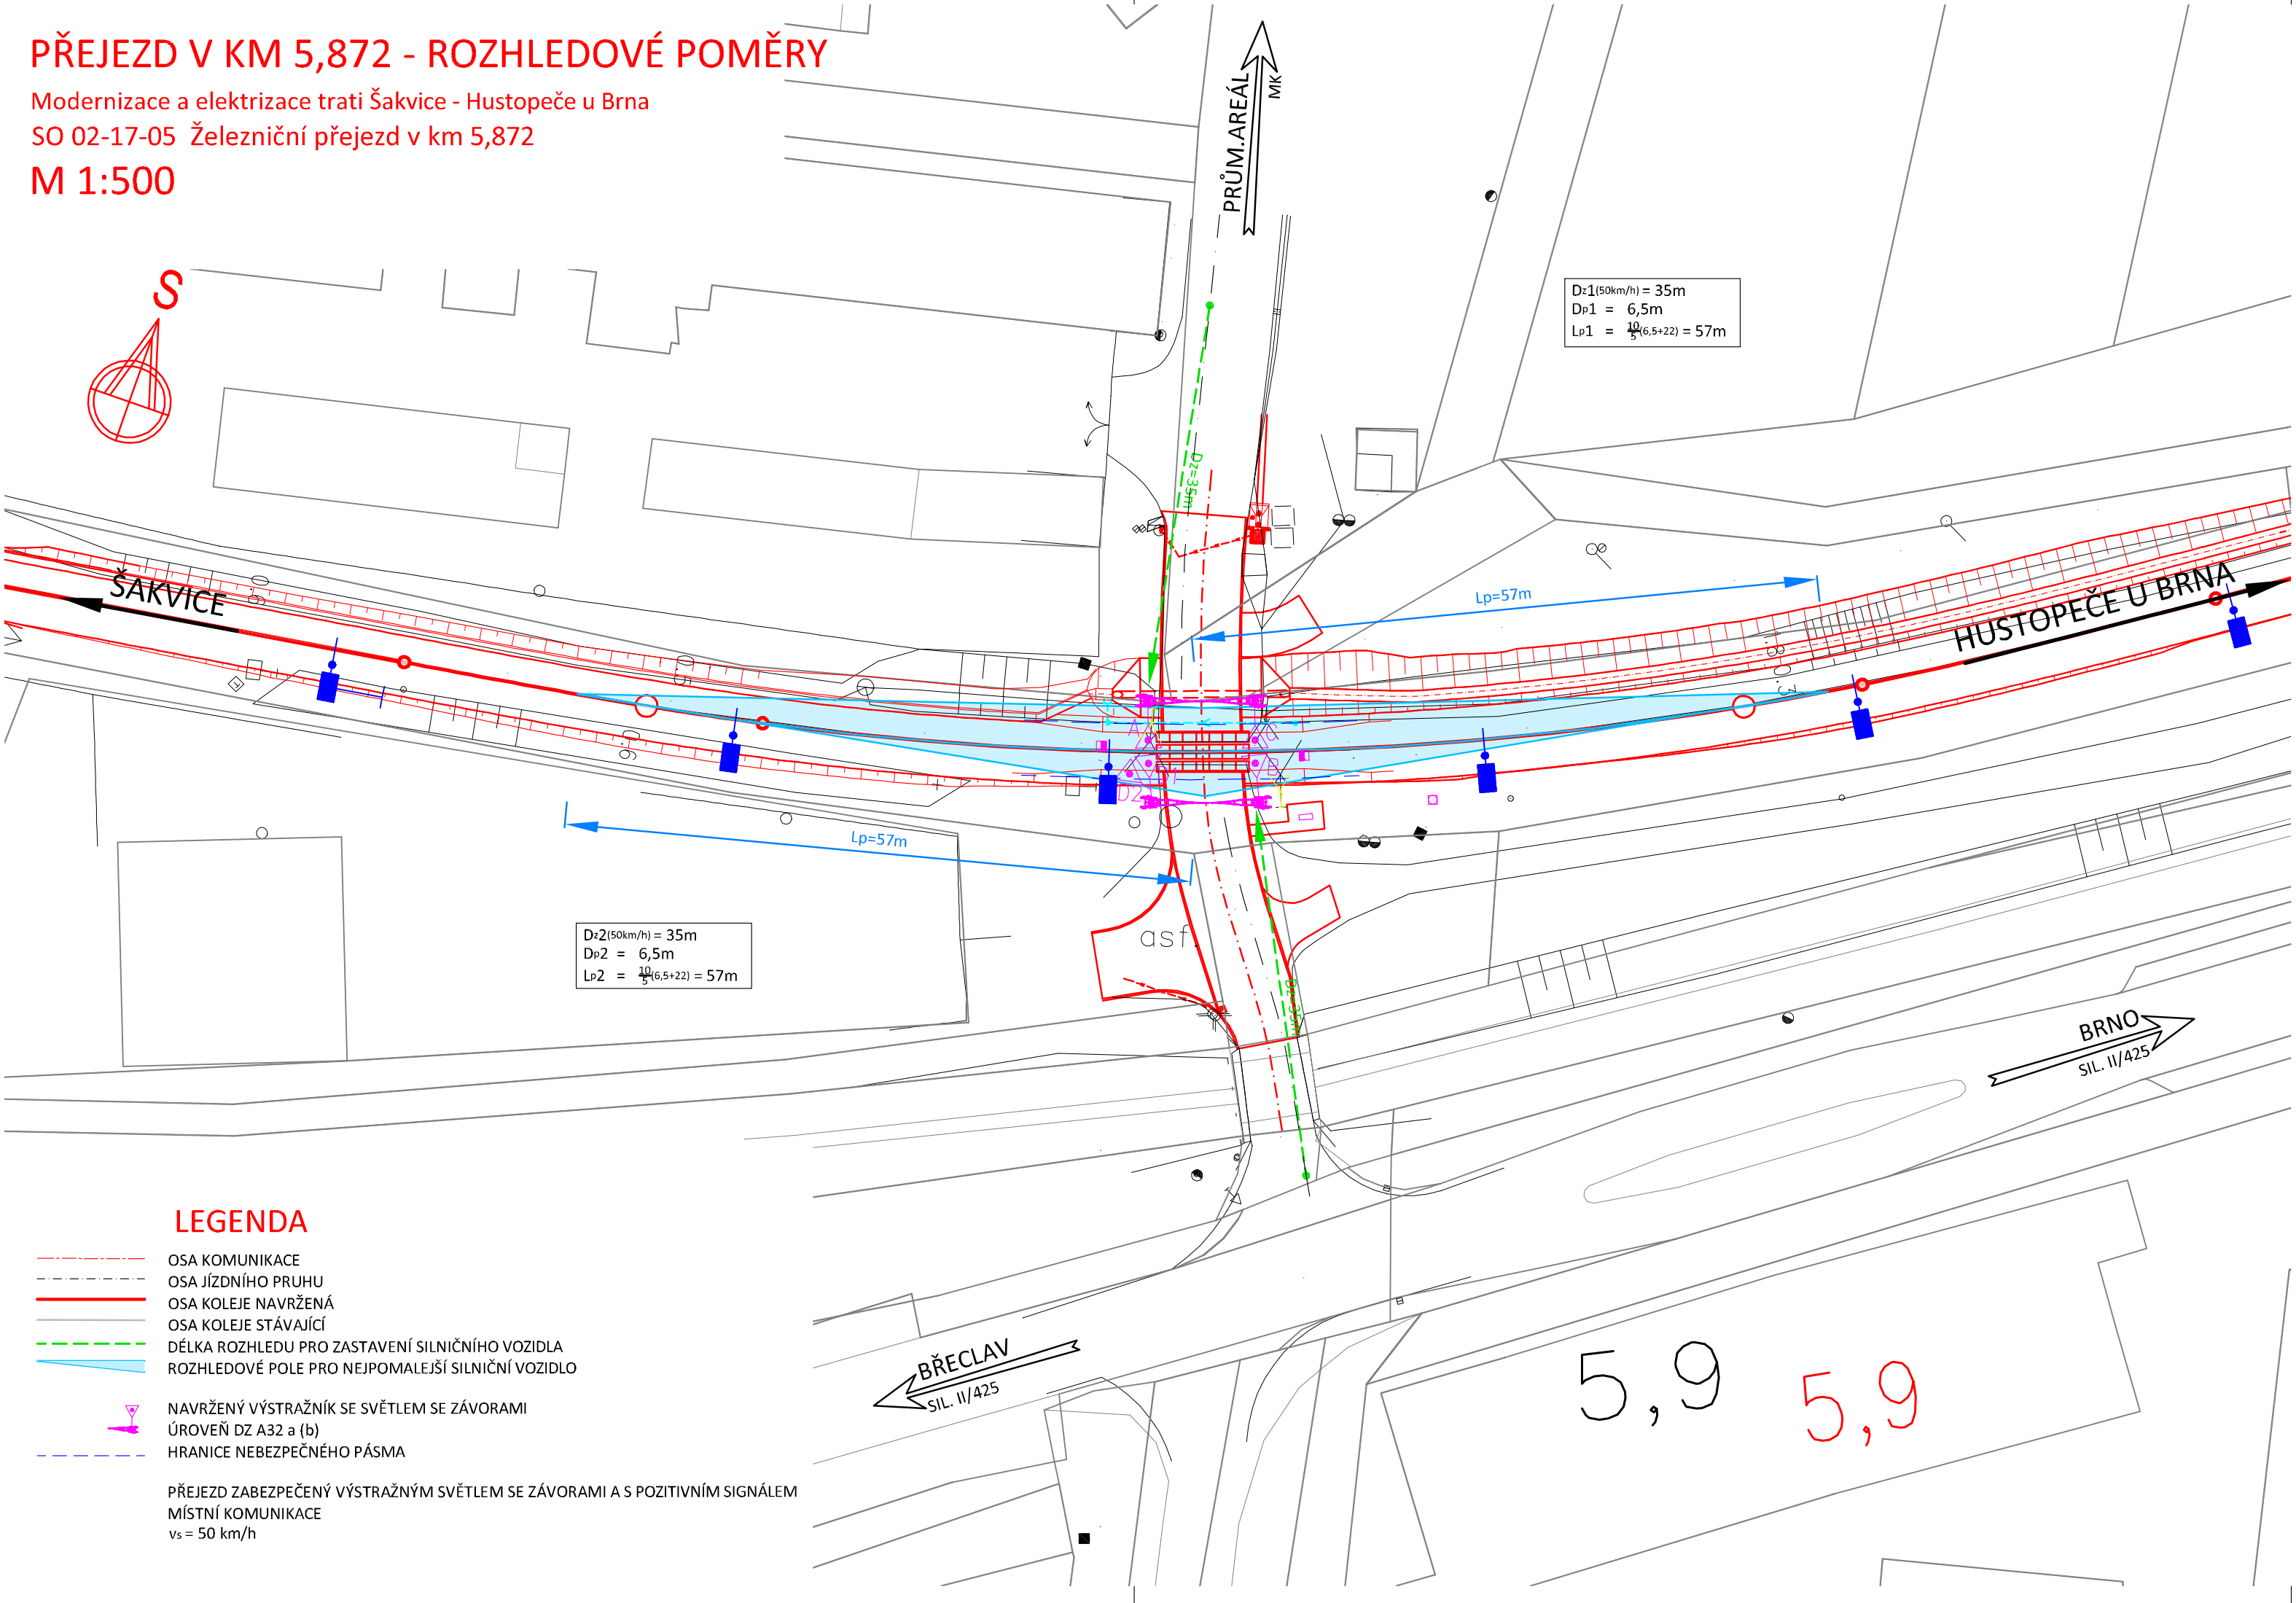 PŘEJEZD V KM 5,872 - ROZHLEDOVÉ POMĚRY
Modernizace a elektrizace trati Šakvice - Hustopeče u Brna
SO 02-17-05 Železniční přejezd v km 5,872
M 1:500
S
PRŮM.AREÁL
MK
Dz1(50km/h) = 35m
Dp1 = 6,5m
Lp1 = 10/5(6,5+22) = 57m
Dz=35m
ŠAKVICE
Lp=57m
HUSTOPEČE U BRNA
A
D2
Lp=57m
Dz2(50km/h) = 35m
Dp2 = 6,5m
Lp2 = 10/5(6,5+22) = 57m
asf.
Dz=35m
BRNO
SIL. II/425
BŘECLAV
SIL. II/425
5,9
5,9
LEGENDA
OSA KOMUNIKACE
OSA JÍZDNÍHO PRUHU
OSA KOLEJE NAVRŽENÁ
OSA KOLEJE STÁVAJÍCÍ
DÉLKA ROZHLEDU PRO ZASTAVENÍ SILNIČNÍHO VOZIDLA
ROZHLEDOVÉ POLE PRO NEJPOMALEJŠÍ SILNIČNÍ VOZIDLO
NAVRŽENÝ VÝSTRAŽNÍK SE SVĚTLEM SE ZÁVORAMI
ÚROVEŇ DZ A32 a (b)
HRANICE NEBEZPEČNÉHO PÁSMA
PŘEJEZD ZABEZPEČENÝ VÝSTRAŽNÝM SVĚTLEM SE ZÁVORAMI A S POZITIVNÍM SIGNÁLEM
MÍSTNÍ KOMUNIKACE
vs = 50 km/h